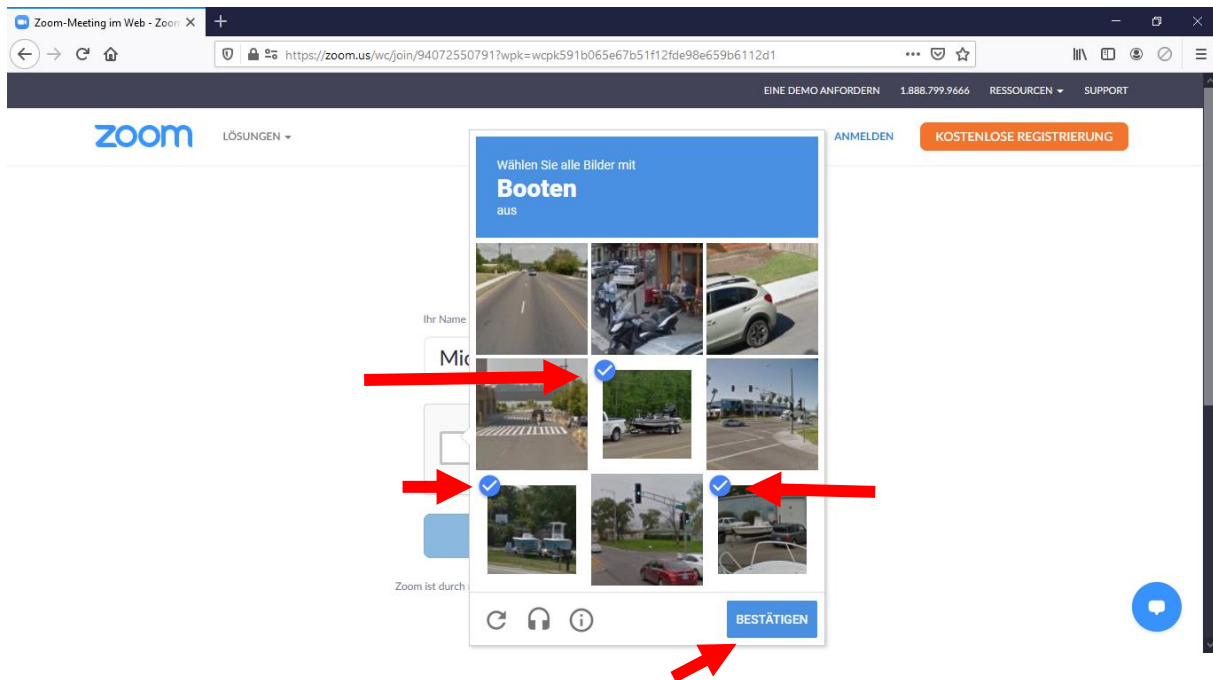 Zoom-Meeting im Web - Zoom
https://zoom.us/wc/join/94072550791?wpk=wcpk591b065e67b51f12fde98e659b6112d1
EINE DEMO ANFORDERN 1.888.799.9666 RESSOURCEN SUPPORT
zoom LÖSUNGEN ANMELDEN KOSTENLOSE REGISTRIERUNG
Wählen Sie alle Bilder mit
Booten
aus
Ihr Name
Mic
Zoom ist durch
BESTÄTIGEN